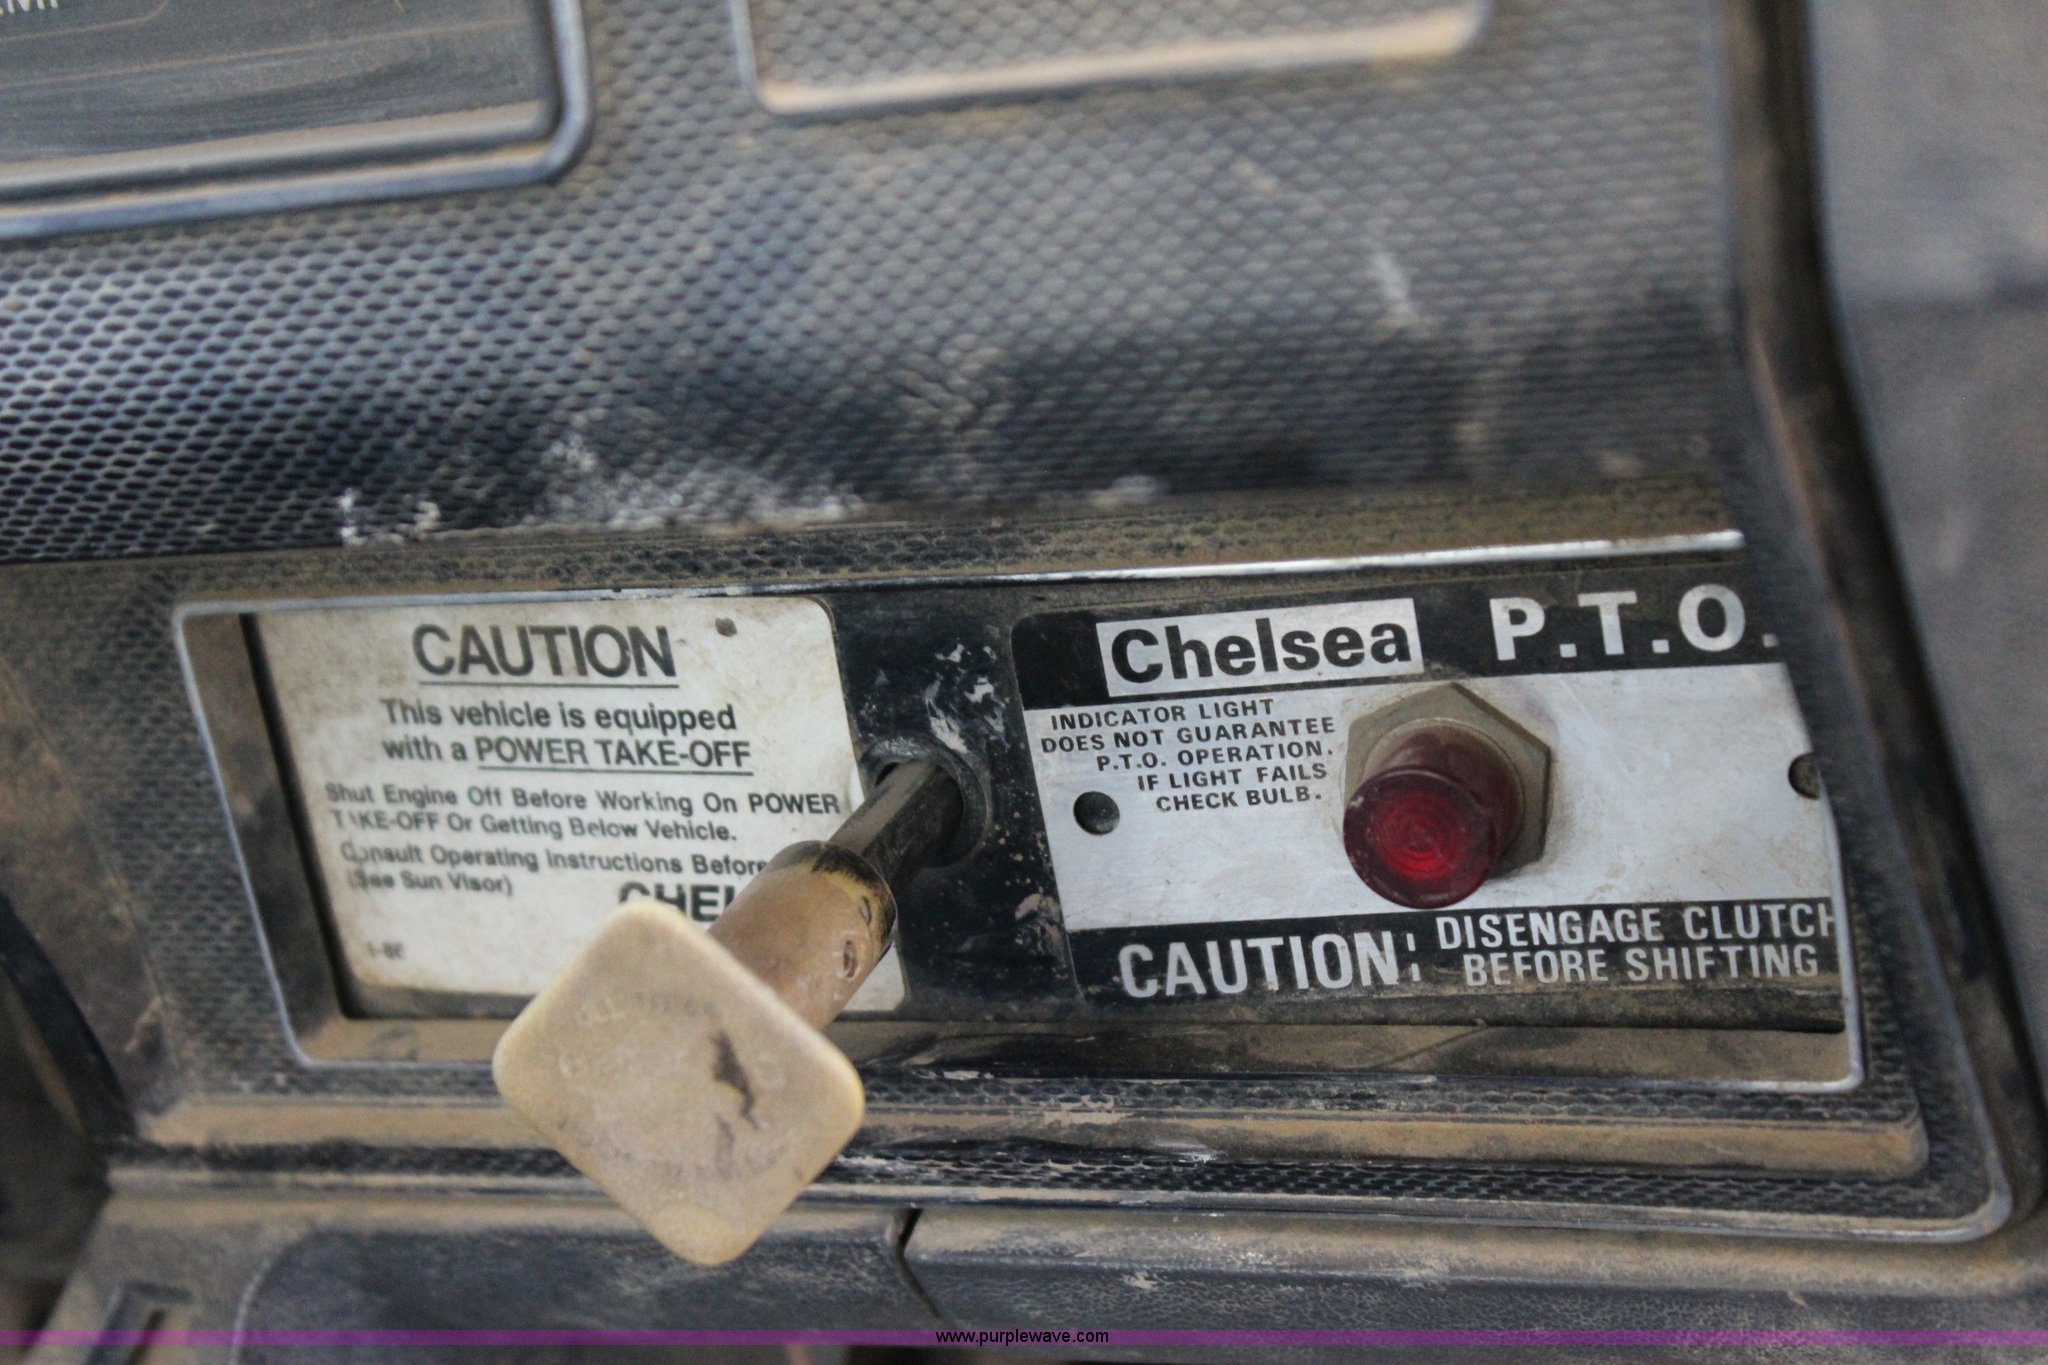 CAUTION
This vehicle is equipped
with a POWER TAKE-OFF
Shut Engine Off Before Working On POWER
TAKE-OFF Or Getting Below Vehicle.
Consult Operating Instructions Before
(See Sun Visor)
CHEL
Chelsea P.T.O.
INDICATOR LIGHT
DOES NOT GUARANTEE
P.T.O. OPERATION.
IF LIGHT FAILS
CHECK BULB.
CAUTION: DISENGAGE CLUTCH
BEFORE SHIFTING
www.purplewave.com